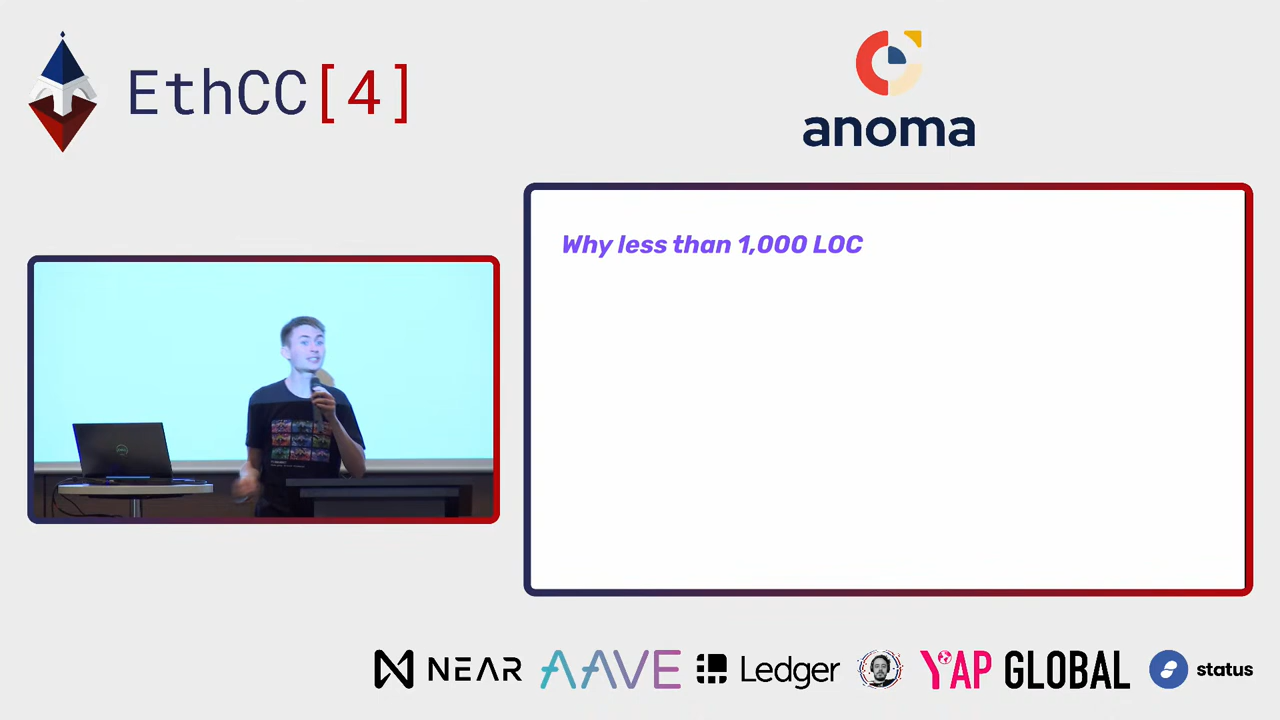 EthCC[4]
anoma
Why less than 1,000 LOC
NEAR
AAVE
Ledger
YAP GLOBAL
status